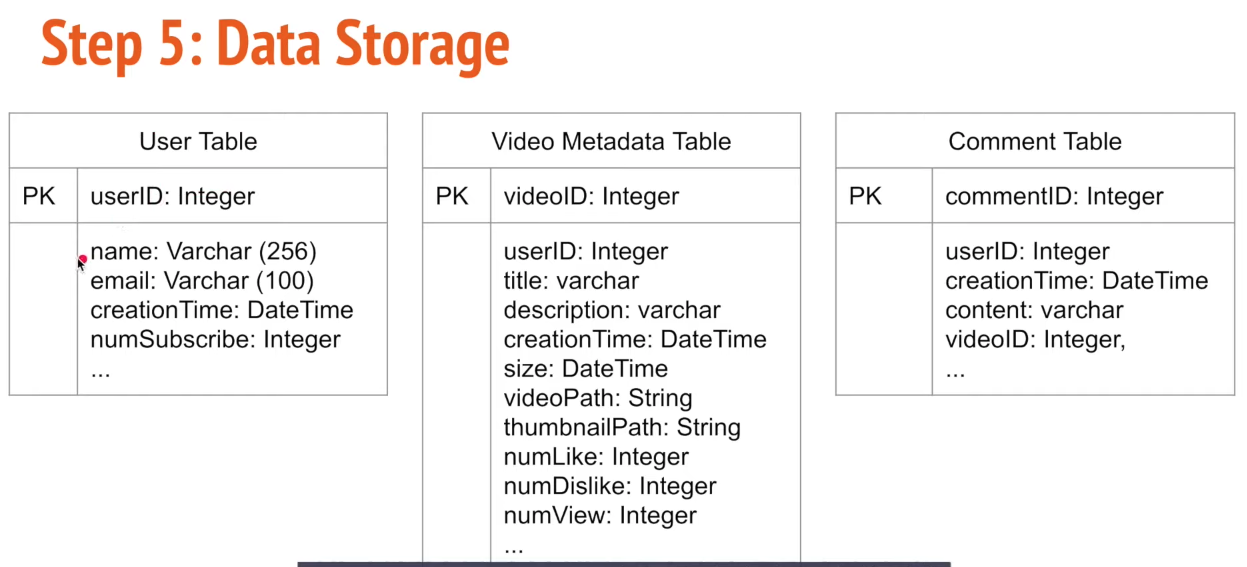 Step 5: Data Storage
User Table
PK
userID: Integer
name: Varchar (256)
email: Varchar (100)
creationTime: DateTime
numSubscribe: Integer
...
Video Metadata Table
PK
videoID: Integer
userID: Integer
title: varchar
description: varchar
creationTime: DateTime
size: DateTime
videoPath: String
thumbnailPath: String
numLike: Integer
numDislike: Integer
numView: Integer
...
Comment Table
PK
commentID: Integer
userID: Integer
creationTime: DateTime
content: varchar
videoID: Integer,
...